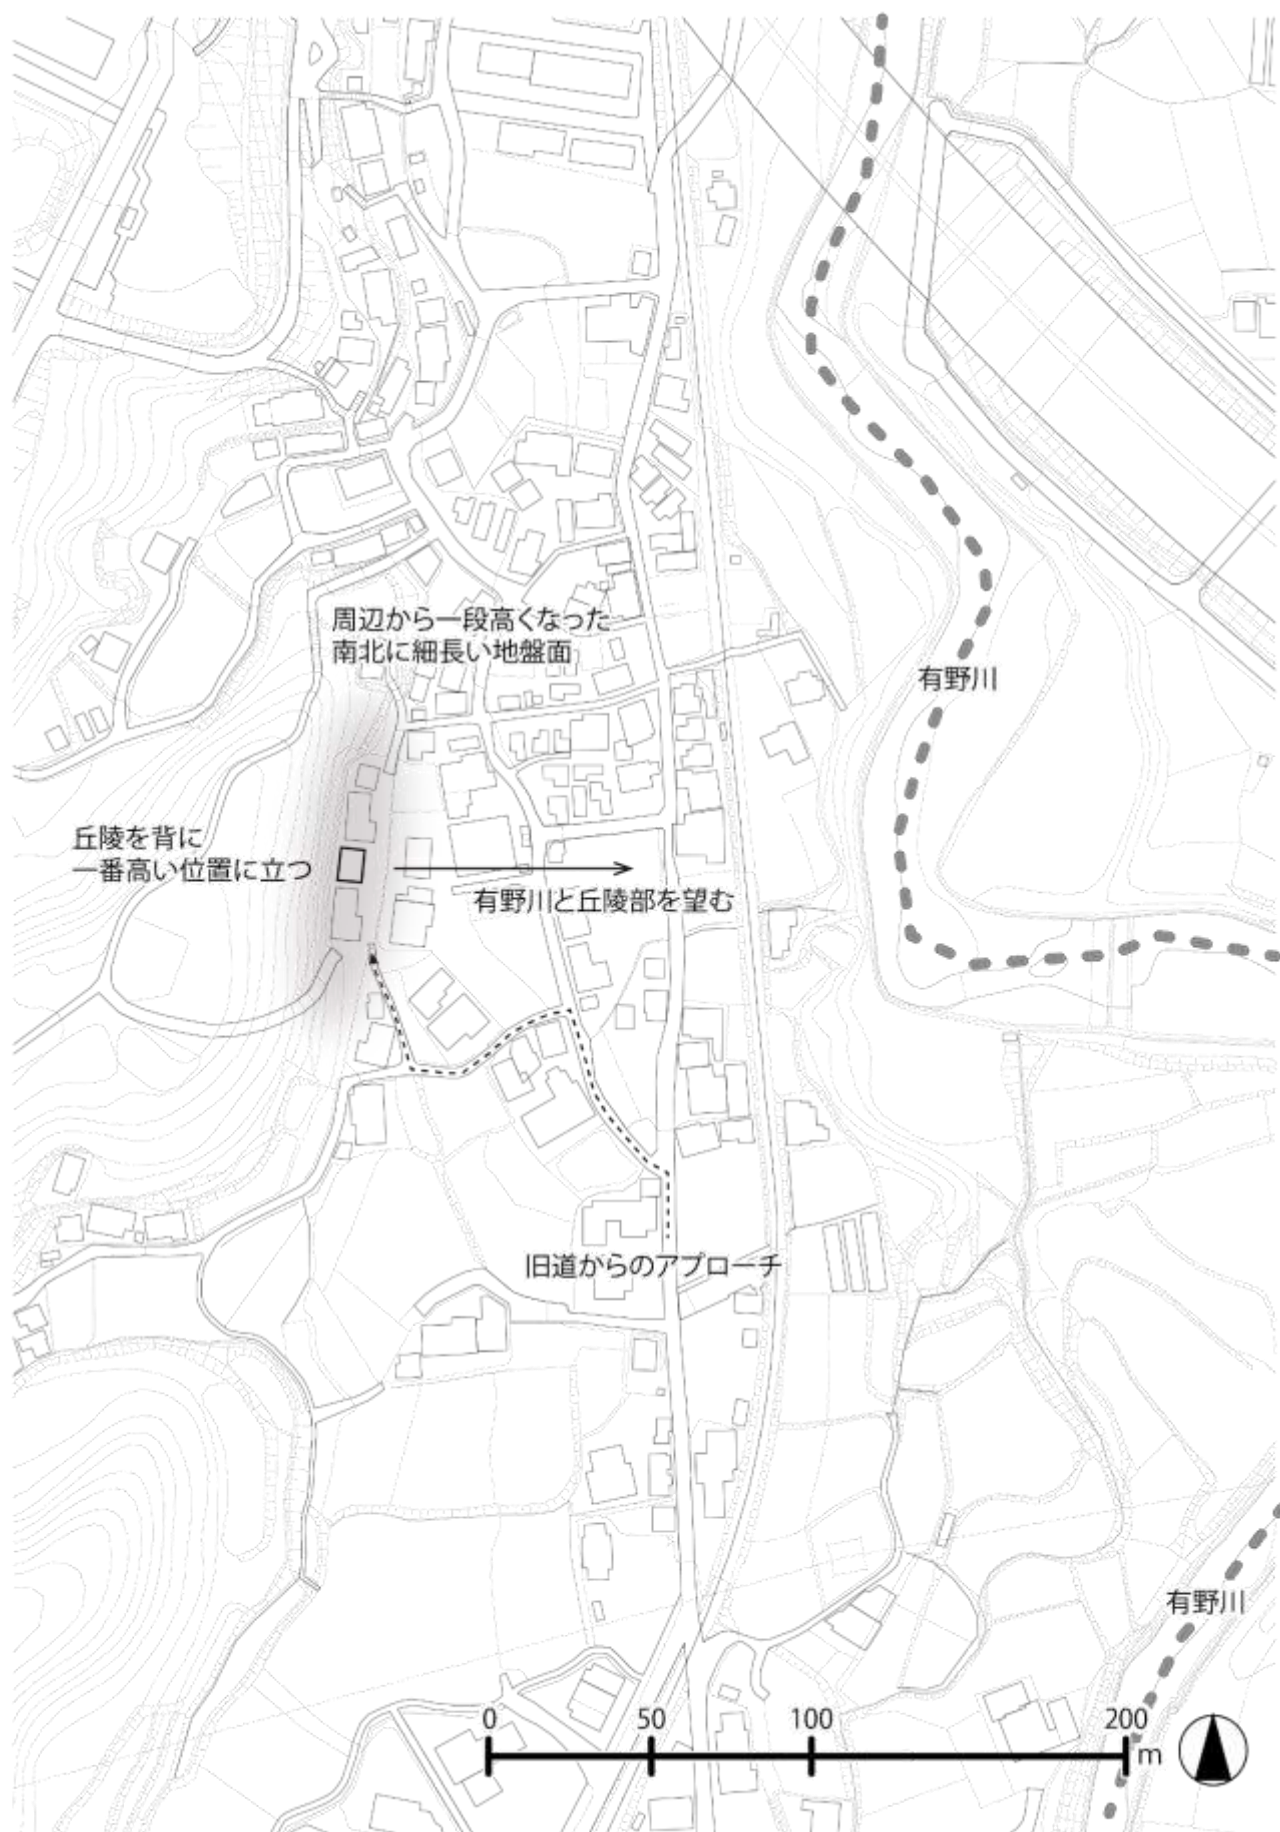 周辺から一段高くなった
南北に細長い地盤面
有野川
丘陵を背に
一番高い位置に立つ
有野川と丘陵部を望む
旧道からのアプローチ
有野川
0 50 100 200
m